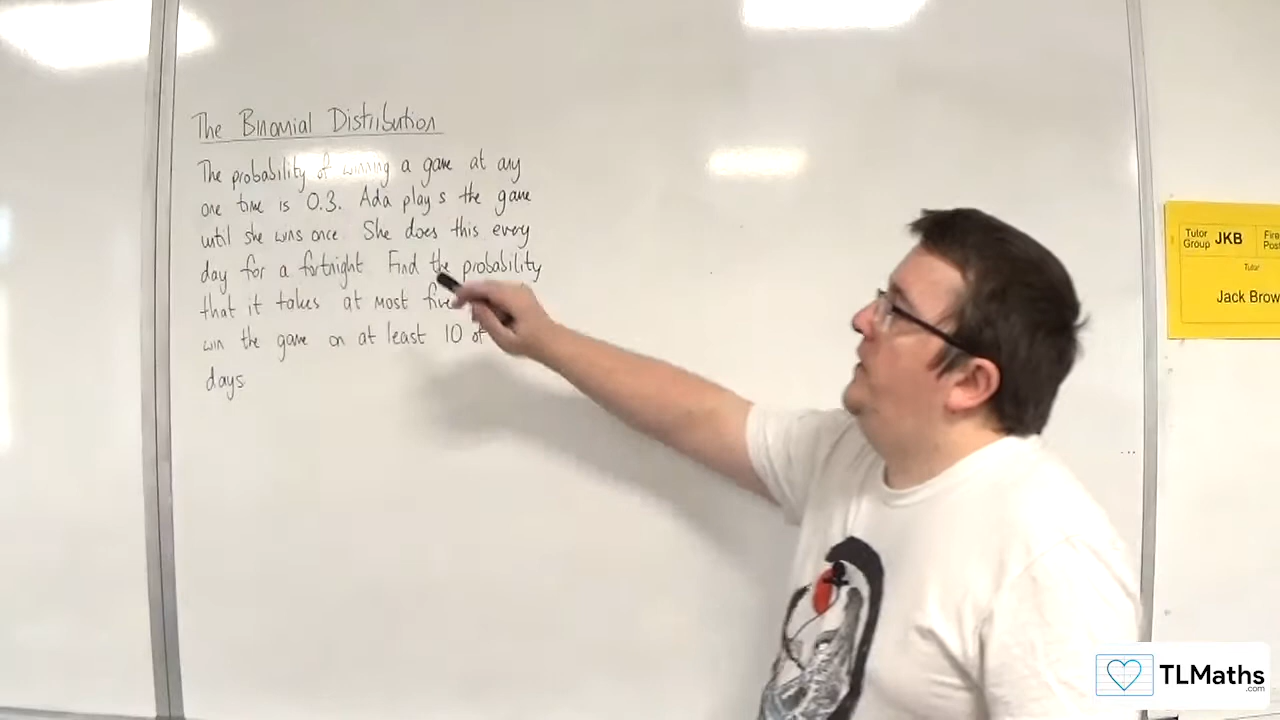 The Binomial Distribution
The probability of winning a game at any
one time is 0.3. Ada plays the game
until she wins once. She does this every
day for a fortnight. Find the probability
that it takes at most five
win the game on at least 10 of
days
Tutor
Group JKB
Tutor
Jack Brow
TLMaths
.com